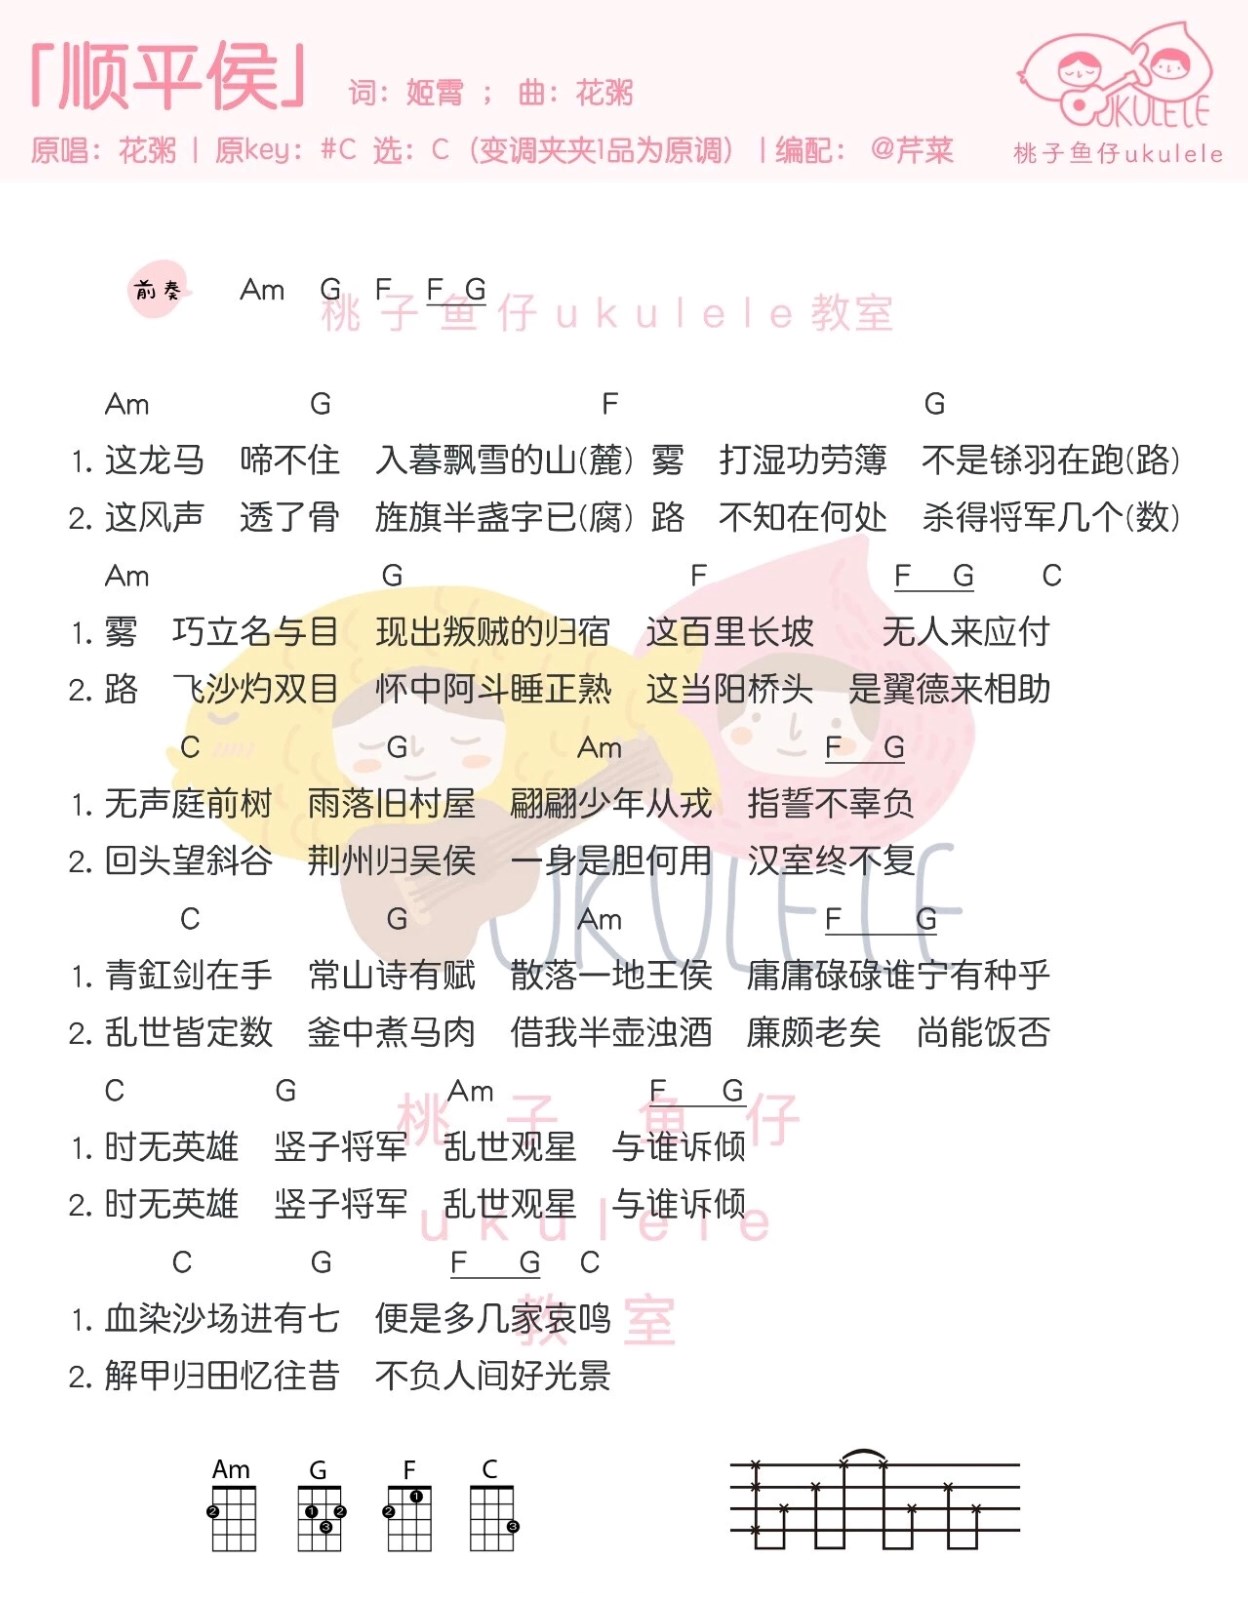 「顺平侯」 词：姬霄 ；曲：花粥
原唱：花粥 | 原key：#C 选：C（变调夹夹1品为原调） | 编配： @芹菜
UKULELE
桃子鱼仔ukulele
前奏 Am G F F G
桃子鱼仔ukulele教室
Am G F G
1. 这龙马 啼不住 入暮飘雪的山(麓) 雾 打湿功劳簿 不是铩羽在跑(路)
2. 这风声 透了骨 旌旗半盏字已(腐) 路 不知在何处 杀得将军几个(数)
Am G F F G C
1. 雾 巧立名与目 现出叛贼的归宿 这百里长坡 无人来应付
2. 路 飞沙灼双目 怀中阿斗睡正熟 这当阳桥头 是翼德来相助
C G Am F G
1. 无声庭前树 雨落旧村屋 翩翩少年从戎 指誓不辜负
2. 回头望斜谷 荆州归吴侯 一身是胆何用 汉室终不复
UKULELE
C G Am F G
1. 青釭剑在手 常山诗有赋 散落一地王侯 庸庸碌碌谁宁有种乎
2. 乱世皆定数 釜中煮马肉 借我半壶浊酒 廉颇老矣 尚能饭否
C G Am F G
桃子鱼仔
1. 时无英雄 竖子将军 乱世观星 与谁诉倾
2. 时无英雄 竖子将军 乱世观星 与谁诉倾
ukulele
C G F G C
1. 血染沙场进有七 便是多几家哀鸣
教室
2. 解甲归田忆往昔 不负人间好光景
Am G F C
2 1 2 3 2 1 3